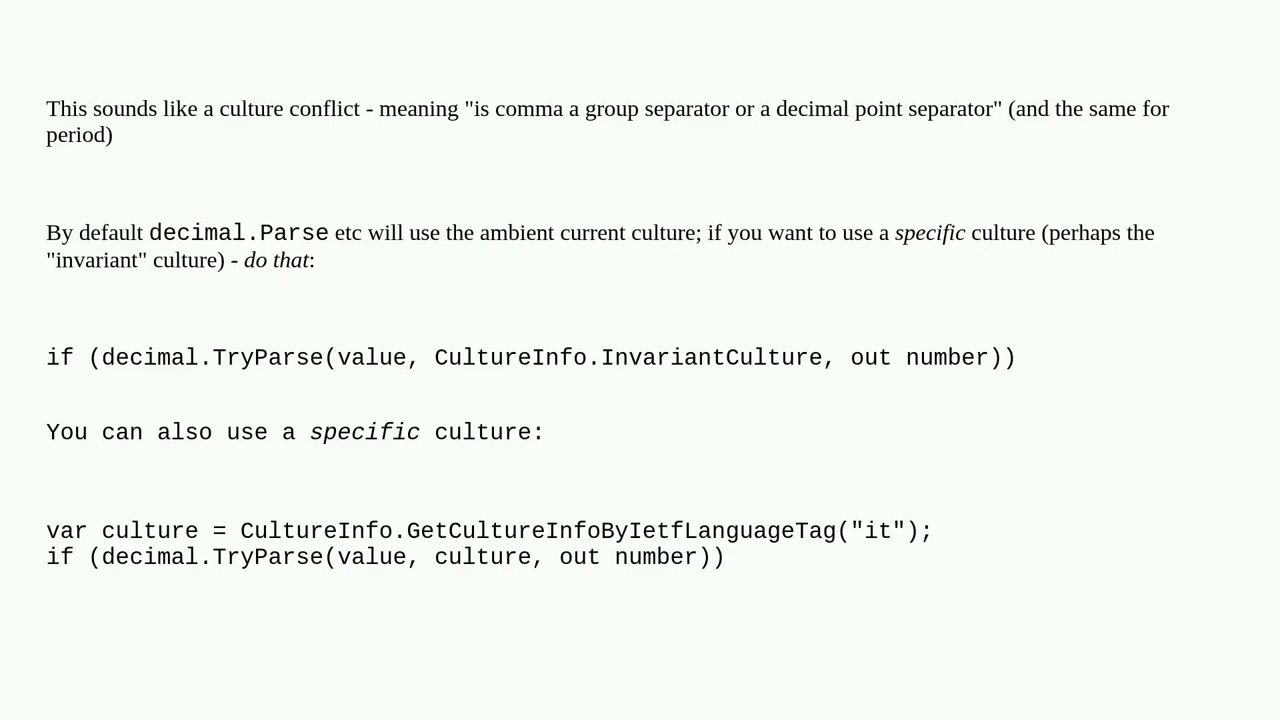 This sounds like a culture conflict - meaning "is comma a group separator or a decimal point separator" (and the same for
period)
By default decimal.Parse etc will use the ambient current culture; if you want to use a specific culture (perhaps the
"invariant" culture) - do that:
if (decimal.TryParse(value, CultureInfo.InvariantCulture, out number))
You can also use a specific culture:
var culture = CultureInfo.GetCultureInfoByIetfLanguageTag("it");
if (decimal.TryParse(value, culture, out number))